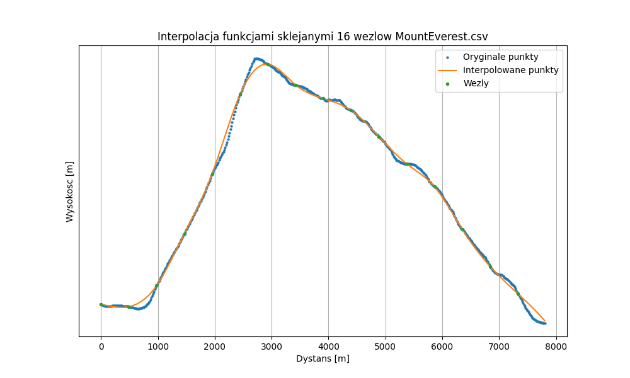 Interpolacja funkcjami sklejanymi 16 wezlow MountEverest.csv
Oryginale punkty
Interpolowane punkty
Wezly
Wysokosc [m]
0 1000 2000 3000 4000 5000 6000 7000 8000
Dystans [m]